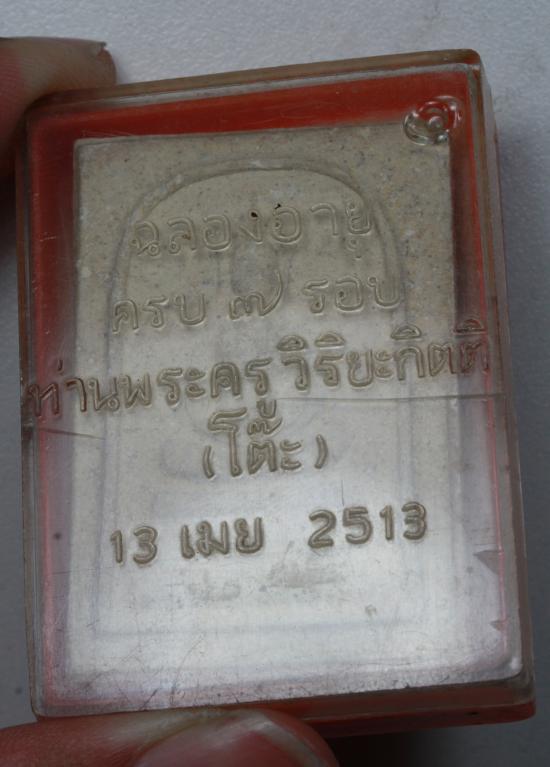 ๑
ฉลองอายุ
ครบ ๗ รอบ
ท่านพระครูวิริยะกิตติ
(โต๊ะ)
13 เมย 2513